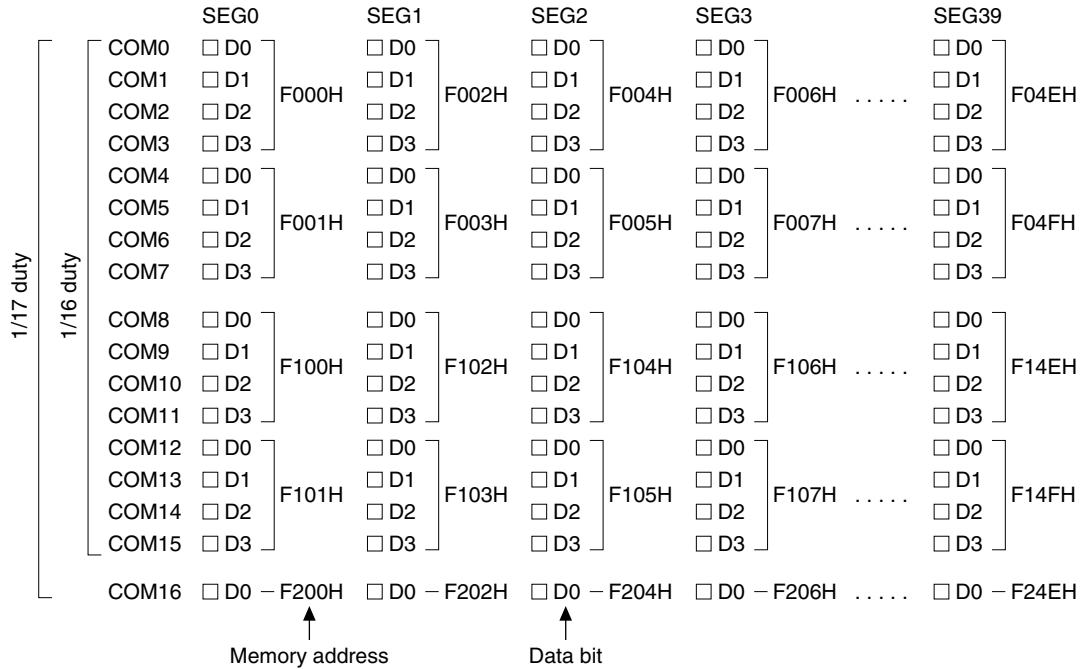 SEG0 SEG1 SEG2 SEG3 SEG39
COM0 D0 D0 D0 D0 D0
COM1 D1 D1 D1 D1 D1
F000H F002H F004H F006H ..... F04EH
COM2 D2 D2 D2 D2 D2
COM3 D3 D3 D3 D3 D3
COM4 D0 D0 D0 D0 D0
COM5 D1 D1 D1 D1 D1
F001H F003H F005H F007H ..... F04FH
COM6 D2 D2 D2 D2 D2
COM7 D3 D3 D3 D3 D3
1/17 duty
1/16 duty
COM8 D0 D0 D0 D0 D0
COM9 D1 D1 D1 D1 D1
F100H F102H F104H F106H ..... F14EH
COM10 D2 D2 D2 D2 D2
COM11 D3 D3 D3 D3 D3
COM12 D0 D0 D0 D0 D0
COM13 D1 D1 D1 D1 D1
F101H F103H F105H F107H ..... F14FH
COM14 D2 D2 D2 D2 D2
COM15 D3 D3 D3 D3 D3
COM16 D0 – F200H D0 – F202H D0 – F204H D0 – F206H ..... D0 – F24EH
Memory address Data bit